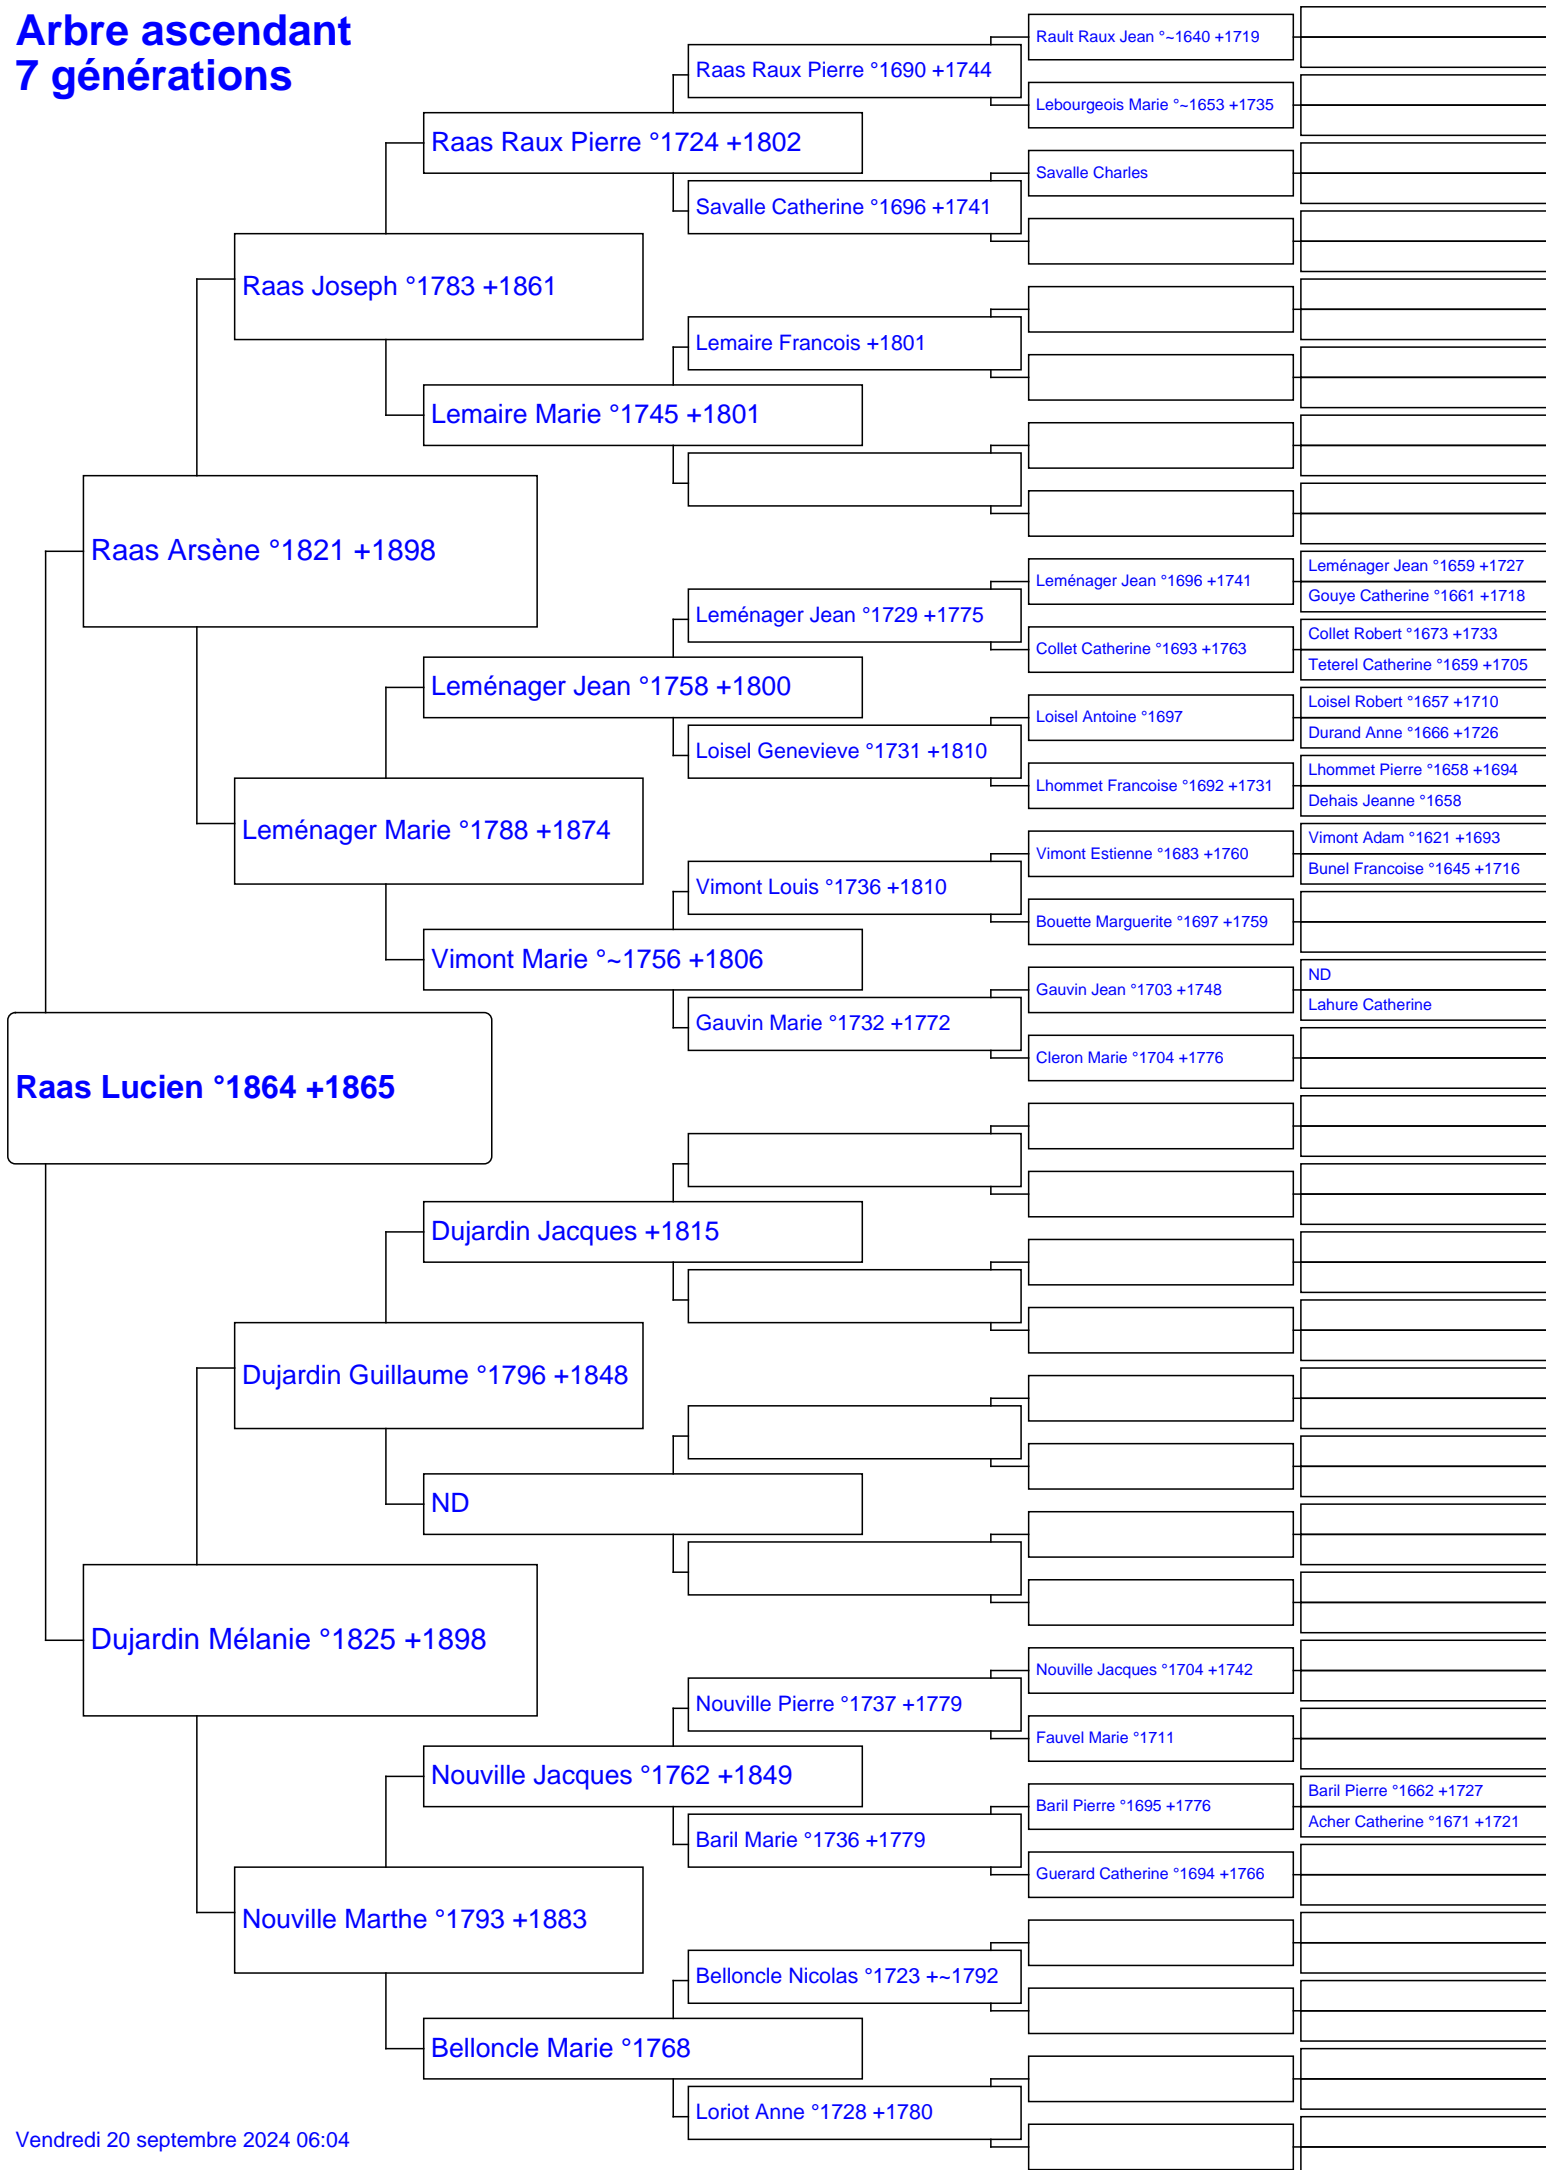 Arbre ascendant
7 générations
Rault Raux Jean °~1640 +1719
Raas Raux Pierre °1690 +1744
Lebourgeois Marie °~1653 +1735
Raas Raux Pierre °1724 +1802
Savalle Charles
Savalle Catherine °1696 +1741
Raas Joseph °1783 +1861
Lemaire Francois +1801
Lemaire Marie °1745 +1801
Raas Arsène °1821 +1898
Leménager Jean °1659 +1727
Leménager Jean °1696 +1741
Gouye Catherine °1661 +1718
Leménager Jean °1729 +1775
Collet Robert °1673 +1733
Collet Catherine °1693 +1763
Teterel Catherine °1659 +1705
Leménager Jean °1758 +1800
Loisel Robert °1657 +1710
Loisel Antoine °1697
Durand Anne °1666 +1726
Loisel Genevieve °1731 +1810
Lhommet Pierre °1658 +1694
Lhommet Francoise °1692 +1731
Dehais Jeanne °1658
Leménager Marie °1788 +1874
Vimont Adam °1621 +1693
Vimont Estienne °1683 +1760
Bunel Francoise °1645 +1716
Vimont Louis °1736 +1810
Bouette Marguerite °1697 +1759
Vimont Marie °~1756 +1806
ND
Gauvin Jean °1703 +1748
Lahure Catherine
Gauvin Marie °1732 +1772
Cleron Marie °1704 +1776
Raas Lucien °1864 +1865
Dujardin Jacques +1815
Dujardin Guillaume °1796 +1848
ND
Dujardin Mélanie °1825 +1898
Nouville Jacques °1704 +1742
Nouville Pierre °1737 +1779
Fauvel Marie °1711
Nouville Jacques °1762 +1849
Baril Pierre °1662 +1727
Baril Pierre °1695 +1776
Acher Catherine °1671 +1721
Baril Marie °1736 +1779
Guerard Catherine °1694 +1766
Nouville Marthe °1793 +1883
Belloncle Nicolas °1723 +~1792
Belloncle Marie °1768
Loriot Anne °1728 +1780
Vendredi 20 septembre 2024 06:04